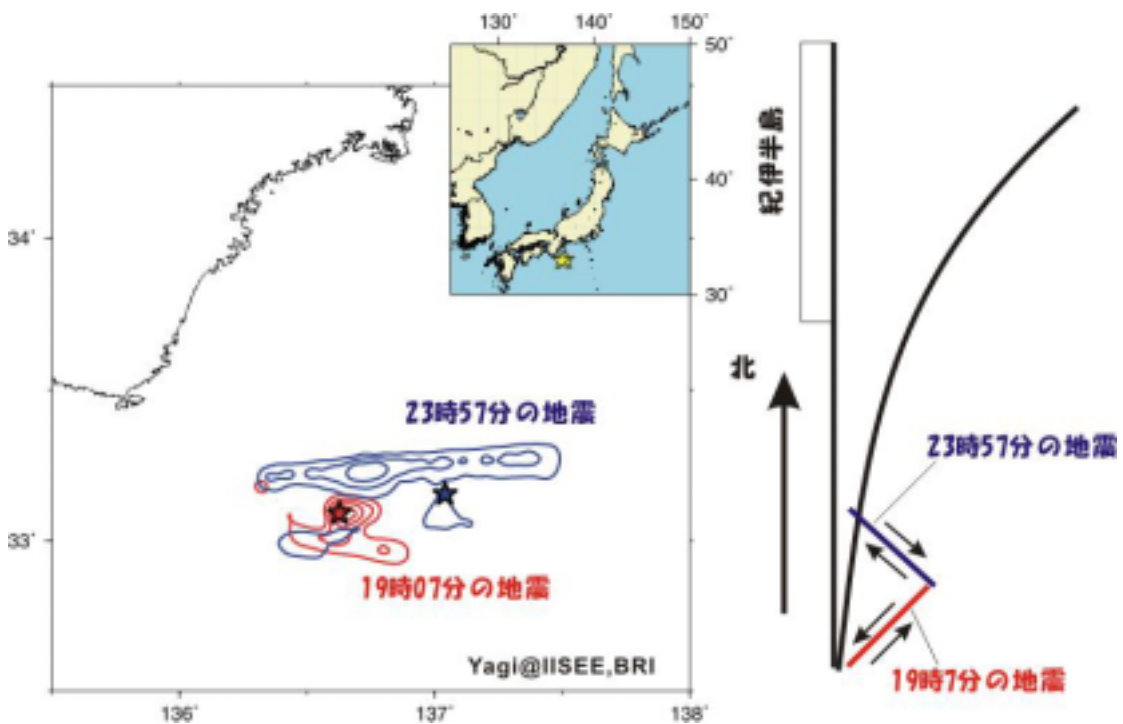 130° 140° 150°
50°
40°
30°
34°
33°
136° 137° 138°
23時57分の地震
19時07分の地震
Yagi@IISEE,BRI
紀伊半島
北
23時57分の地震
19時7分の地震